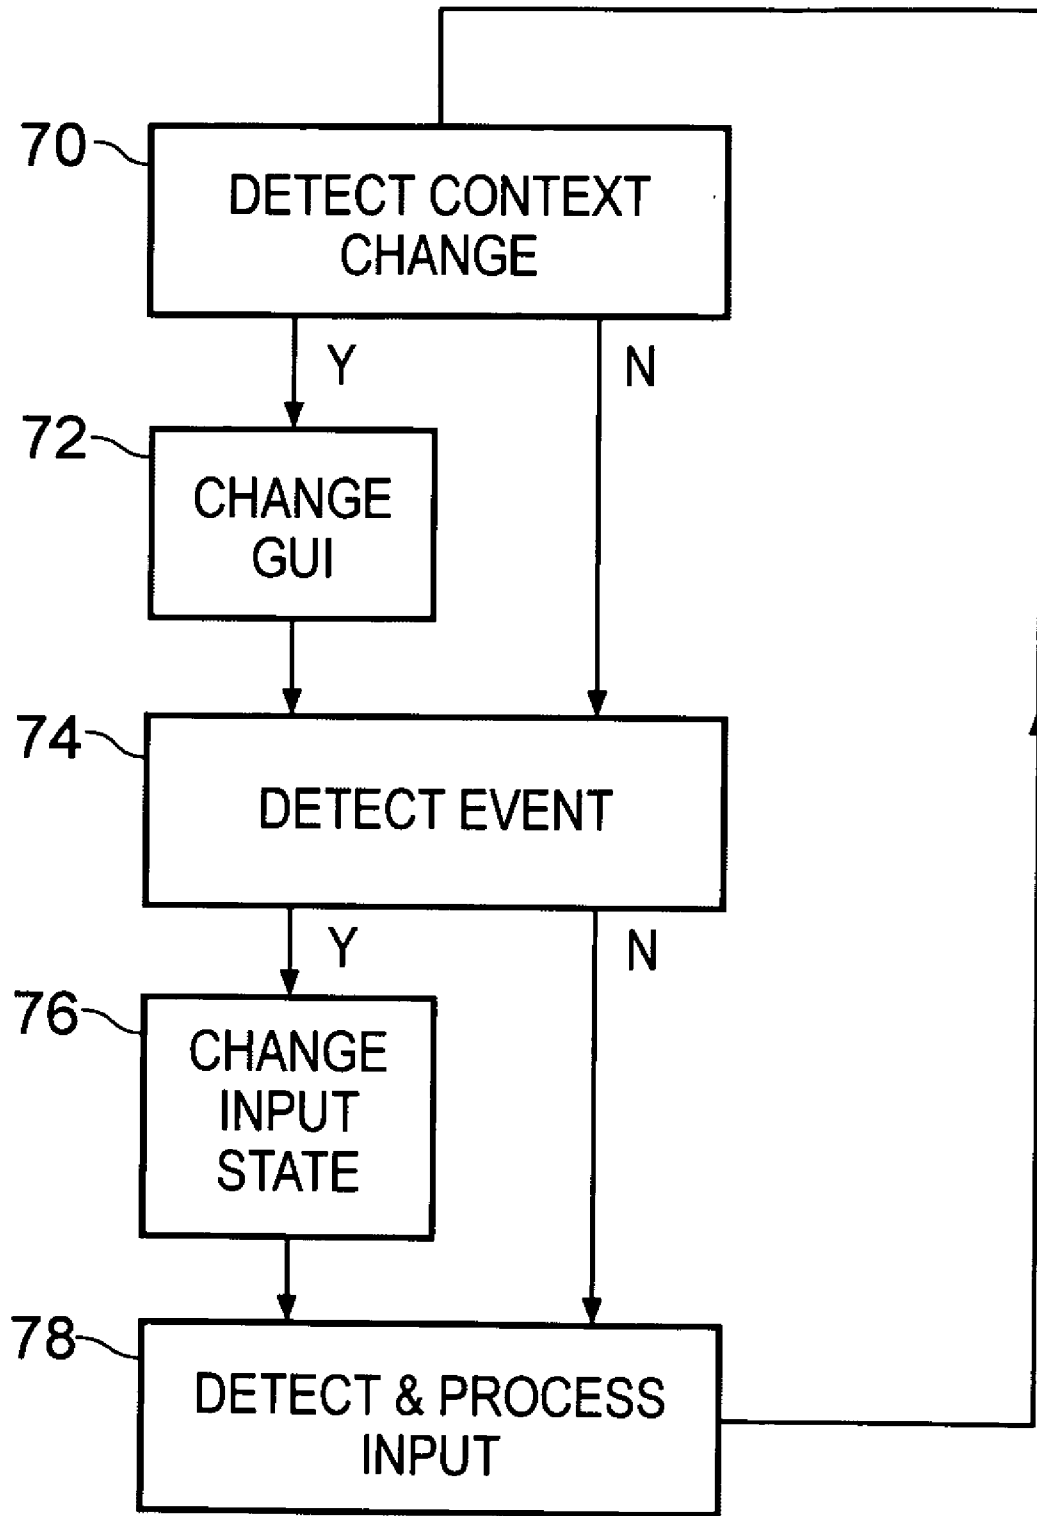 70
DETECT CONTEXT
CHANGE
Y
N
72
CHANGE
GUI
74
DETECT EVENT
Y
N
76
CHANGE
INPUT
STATE
78
DETECT & PROCESS
INPUT